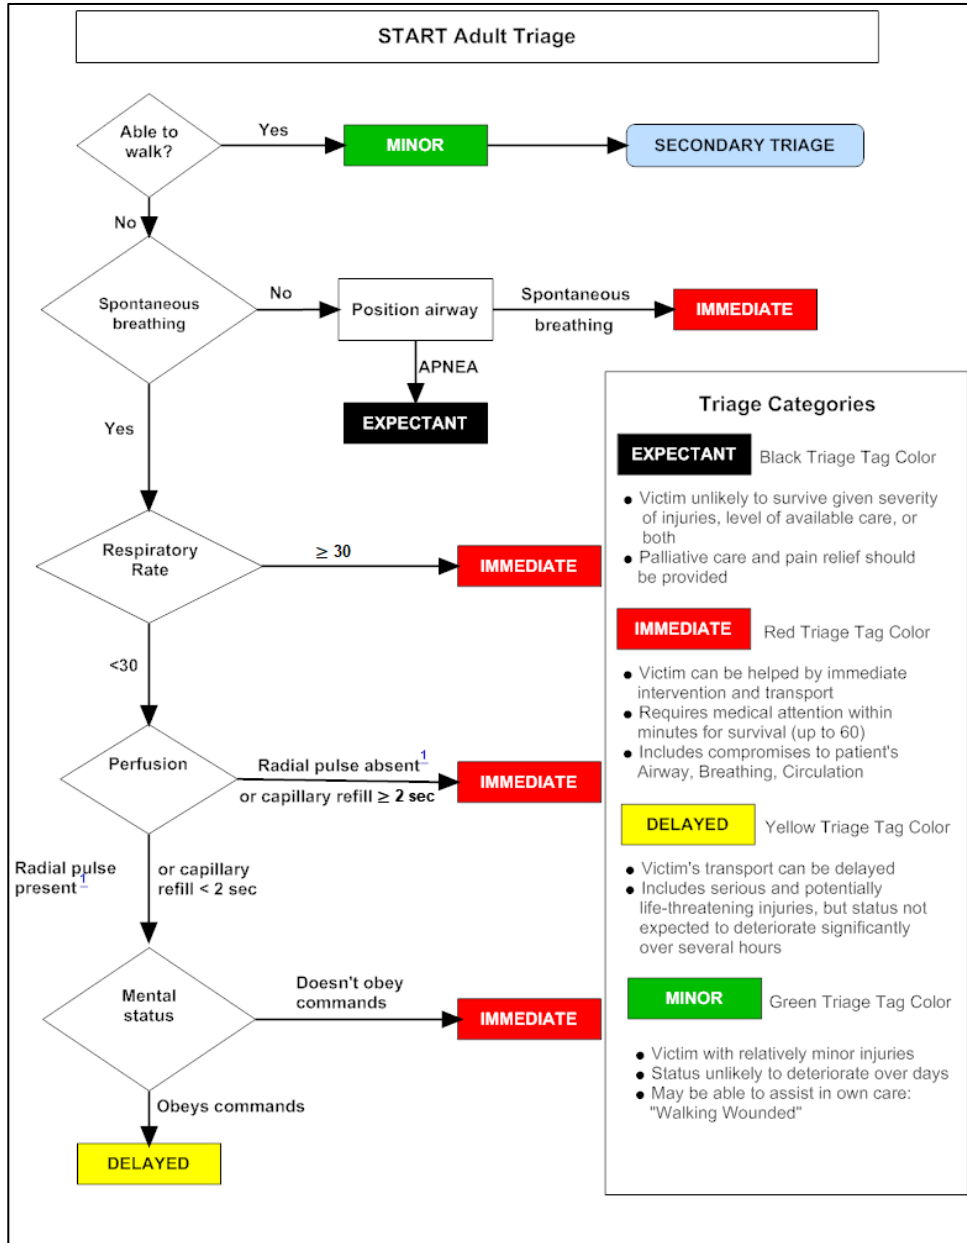 START Adult Triage
Able to
walk?
Yes
MINOR
SECONDARY TRIAGE
No
Spontaneous
breathing
No
Position airway
Spontaneous
breathing
IMMEDIATE
APNEA
EXPECTANT
Yes
Respiratory
Rate
≥ 30
IMMEDIATE
<30
Perfusion
Radial pulse absent1
or capillary refill ≥ 2 sec
IMMEDIATE
Radial pulse
present1
or capillary
refill < 2 sec
Mental
status
Doesn't obey
commands
IMMEDIATE
Obeys commands
DELAYED
Triage Categories
EXPECTANT Black Triage Tag Color
● Victim unlikely to survive given severity
of injuries, level of available care, or
both
● Palliative care and pain relief should
be provided
IMMEDIATE Red Triage Tag Color
● Victim can be helped by immediate
intervention and transport
● Requires medical attention within
minutes for survival (up to 60)
● Includes compromises to patient's
Airway, Breathing, Circulation
DELAYED Yellow Triage Tag Color
● Victim's transport can be delayed
● Includes serious and potentially
life-threatening injuries, but status not
expected to deteriorate significantly
over several hours
MINOR Green Triage Tag Color
● Victim with relatively minor injuries
● Status unlikely to deteriorate over days
● May be able to assist in own care:
"Walking Wounded"